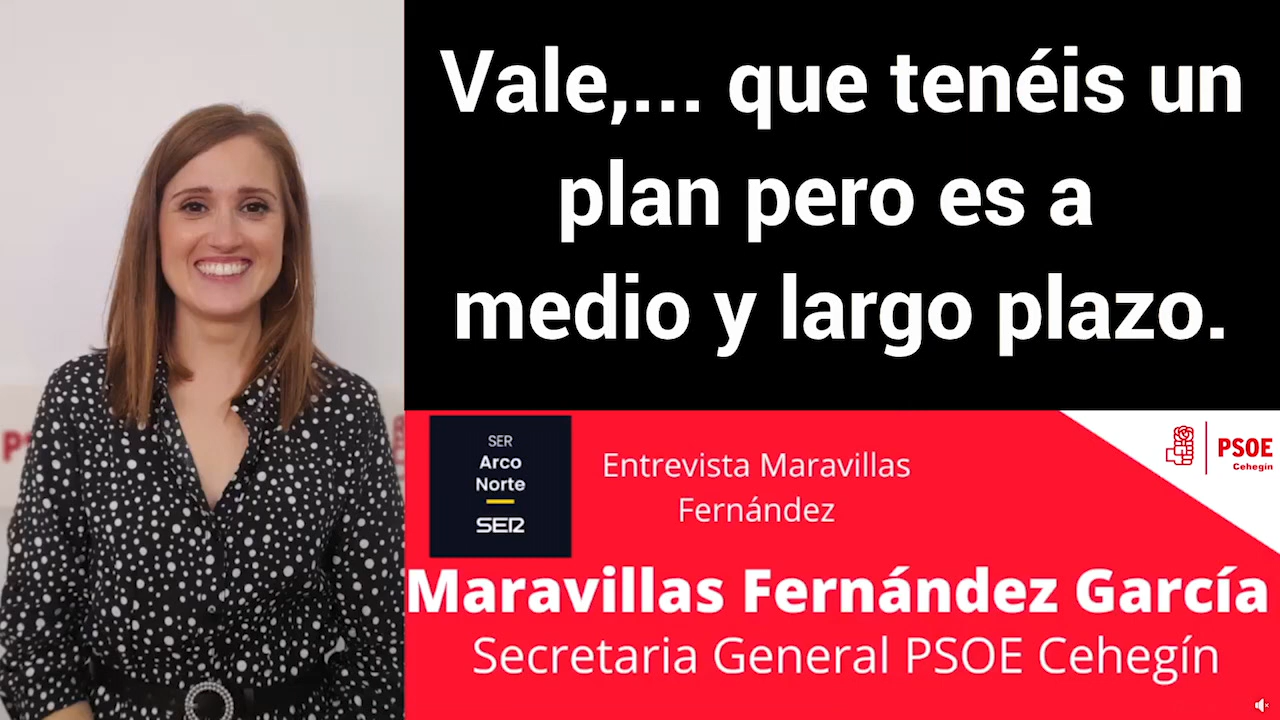 Vale,... que tenéis un
plan pero es a
medio y largo plazo.
SER
Arco
Norte
SER
Entrevista Maravillas
Fernández
PSOE
Cehegín
Maravillas Fernández García
Secretaria General PSOE Cehegín